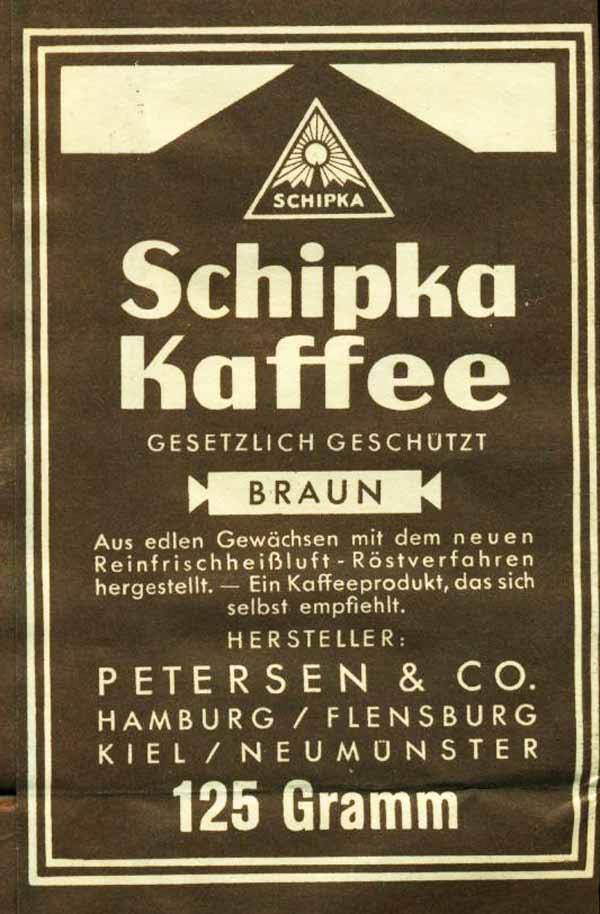 SCHIPKA
Schipka
Kaffee
GESETZLICH GESCHÜTZT
BRAUN
Aus edlen Gewächsen mit dem neuen
Reinfrischheißluft - Röstverfahren
hergestellt. — Ein Kaffeeprodukt, das sich
selbst empfiehlt.
HERSTELLER:
PETERSEN & CO.
HAMBURG / FLENSBURG
KIEL / NEUMÜNSTER
125 Gramm